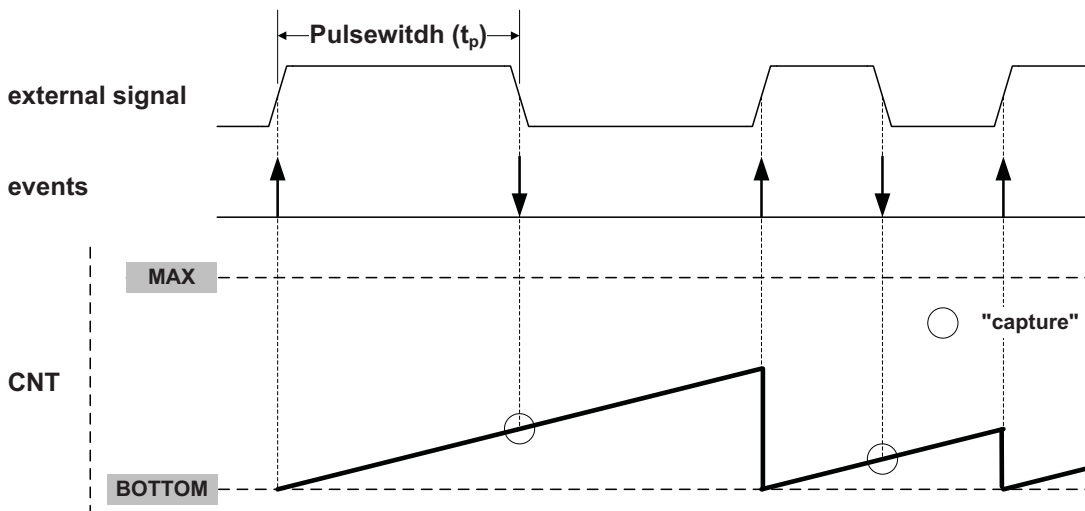 Pulsewitdh (tp)
external signal
events
MAX
"capture"
CNT
BOTTOM